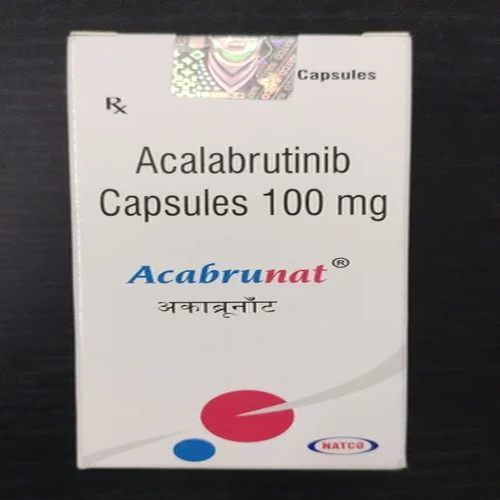 Capsules
Rx
Acalabrutinib
Capsules 100 mg
Acabrunat®
अकाब्रूनॉट
NATCO